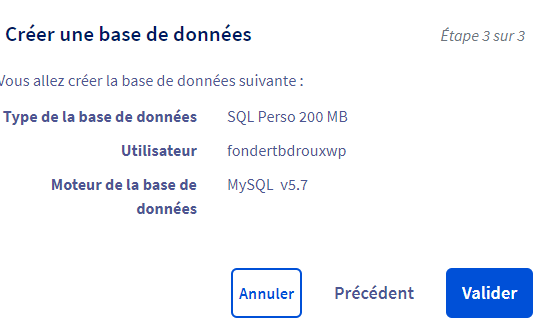 Créer une base de données
Étape 3 sur 3
Vous allez créer la base de données suivante :
Type de la base de données SQL Perso 200 MB
Utilisateur fondertbdrouxwp
Moteur de la base de données MySQL v5.7
Annuler Précédent Valider